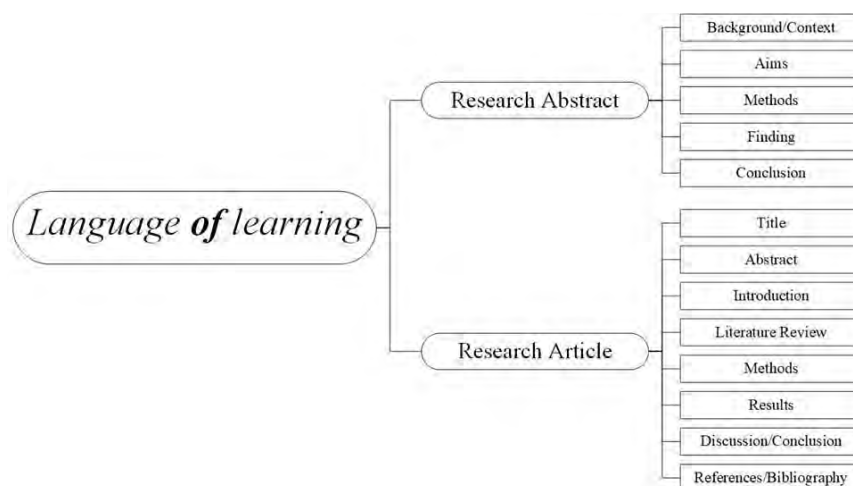 Language of learning
Research Abstract
Background/Context
Aims
Methods
Finding
Conclusion
Research Article
Title
Abstract
Introduction
Literature Review
Methods
Results
Discussion/Conclusion
References/Bibliography